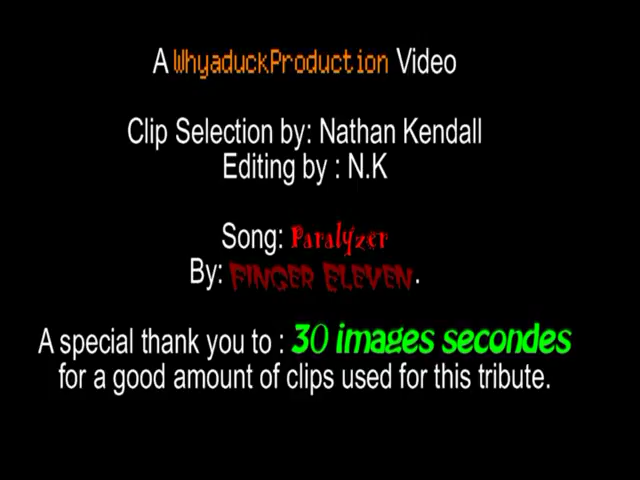 A WhyaduckProduction Video
Clip Selection by: Nathan Kendall
Editing by : N.K
Song: Paralyzer
By: Finger Eleven.
A special thank you to : 30 images secondes
for a good amount of clips used for this tribute.